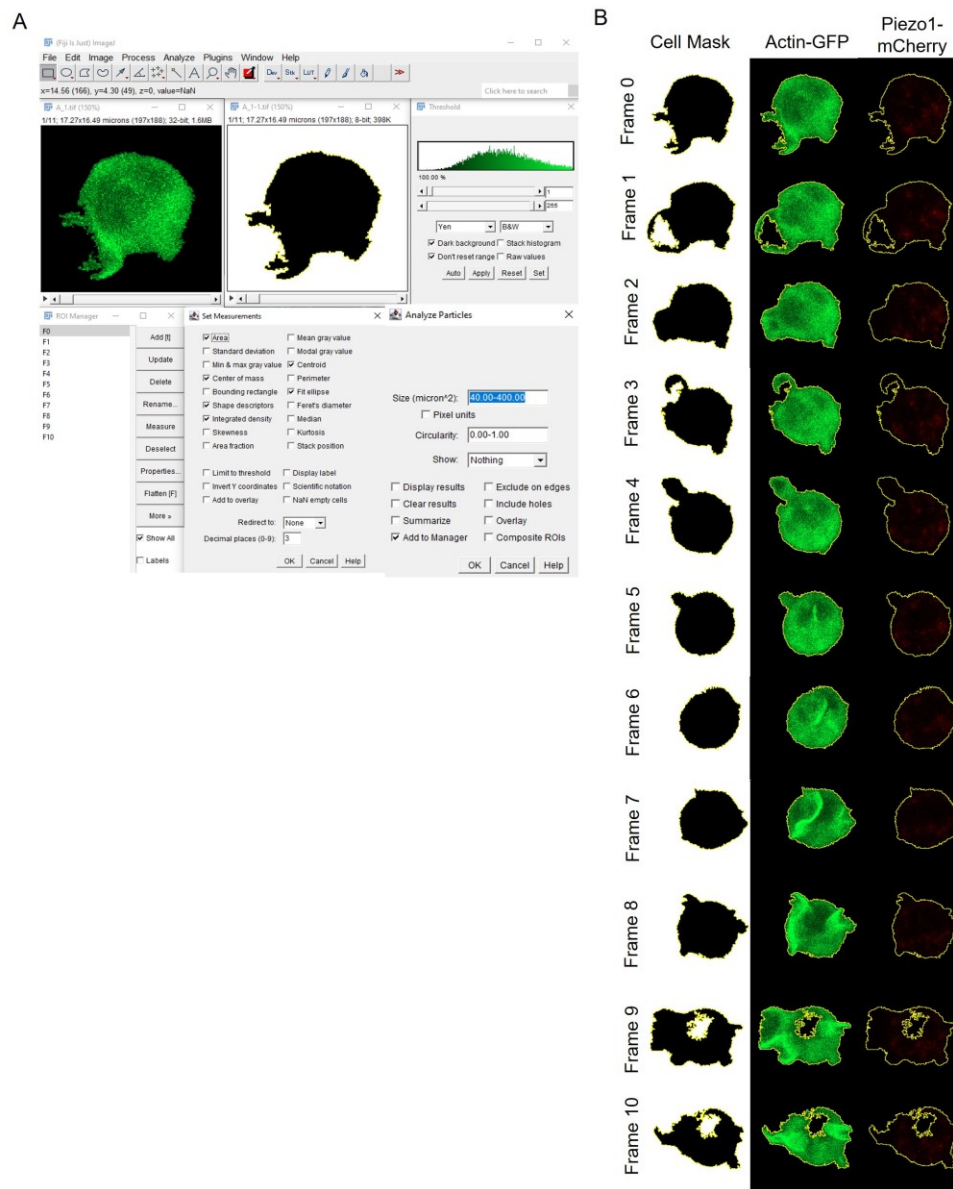 A
(Fiji Is Just) ImageJ
File Edit Image Process Analyze Plugins Window Help
Dev Stk LUT
x=14.56 (166), y=4.30 (49), z=0, value=NaN
Click here to search
A_1.tif (150%)
1/11; 17.27x16.49 microns (197x188); 32-bit; 1.6MB
A_1-1.tif (150%)
1/11; 17.27x16.49 microns (197x188); 8-bit; 398K
Threshold
100.00 %
1
255
Yen
B&W
Dark background
Stack histogram
Don't reset range
Raw values
Auto
Apply
Reset
Set
ROI Manager
F0
F1
F2
F3
F4
F5
F6
F7
F8
F9
F10
Add [t]
Update
Delete
Rename...
Measure
Deselect
Properties...
Flatten [F]
More »
Show All
Labels
Set Measurements
Area
Mean gray value
Standard deviation
Modal gray value
Min & max gray value
Centroid
Center of mass
Perimeter
Bounding rectangle
Fit ellipse
Shape descriptors
Feret's diameter
Integrated density
Median
Skewness
Kurtosis
Area fraction
Stack position
Limit to threshold
Display label
Invert Y coordinates
Scientific notation
Add to overlay
NaN empty cells
Redirect to:
None
Decimal places (0-9):
3
OK
Cancel
Help
Analyze Particles
Size (micron^2):
40.00-400.00
Pixel units
Circularity:
0.00-1.00
Show:
Nothing
Display results
Exclude on edges
Clear results
Include holes
Summarize
Overlay
Add to Manager
Composite ROIs
OK
Cancel
Help
B
Cell Mask
Actin-GFP
Piezo1-
mCherry
Frame 0
Frame 1
Frame 2
Frame 3
Frame 4
Frame 5
Frame 6
Frame 7
Frame 8
Frame 9
Frame 10